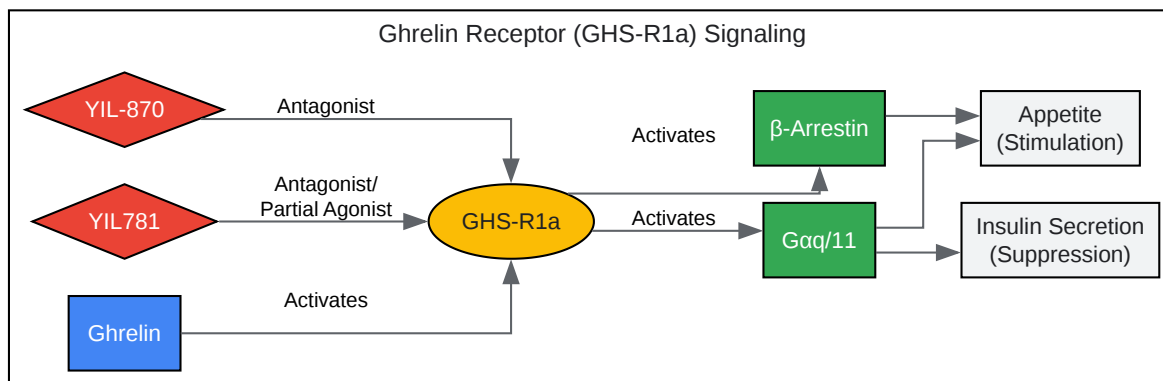 Ghrelin Receptor (GHS-R1a) Signaling
YIL-870
Antagonist
Activates
β-Arrestin
Appetite
(Stimulation)
YIL781
Antagonist/
Partial Agonist
GHS-R1a
Activates
Gαq/11
Insulin Secretion
(Suppression)
Ghrelin
Activates